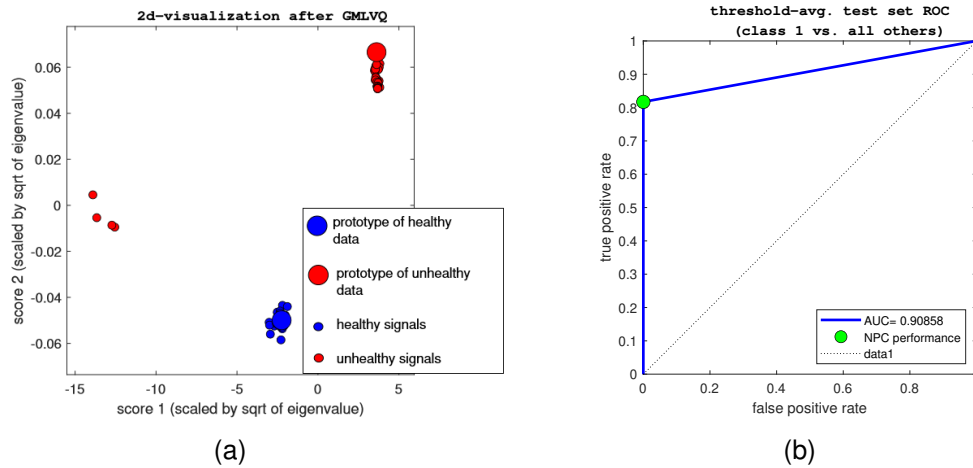 2d-visualization after GMLVQ
0.06
0.04
0.02
0
-0.02
-0.04
-0.06
score 2 (scaled by sqrt of eigenvalue)
-15
-10
-5
0
5
score 1 (scaled by sqrt of eigenvalue)
prototype of healthy
data
prototype of unhealthy
data
healthy signals
unhealthy signals
(a)
threshold-avg. test set ROC
(class 1 vs. all others)
1
0.9
0.8
0.7
0.6
0.5
0.4
0.3
0.2
0.1
0
true positive rate
0
0.2
0.4
0.6
0.8
false positive rate
AUC= 0.90858
NPC performance
data1
(b)